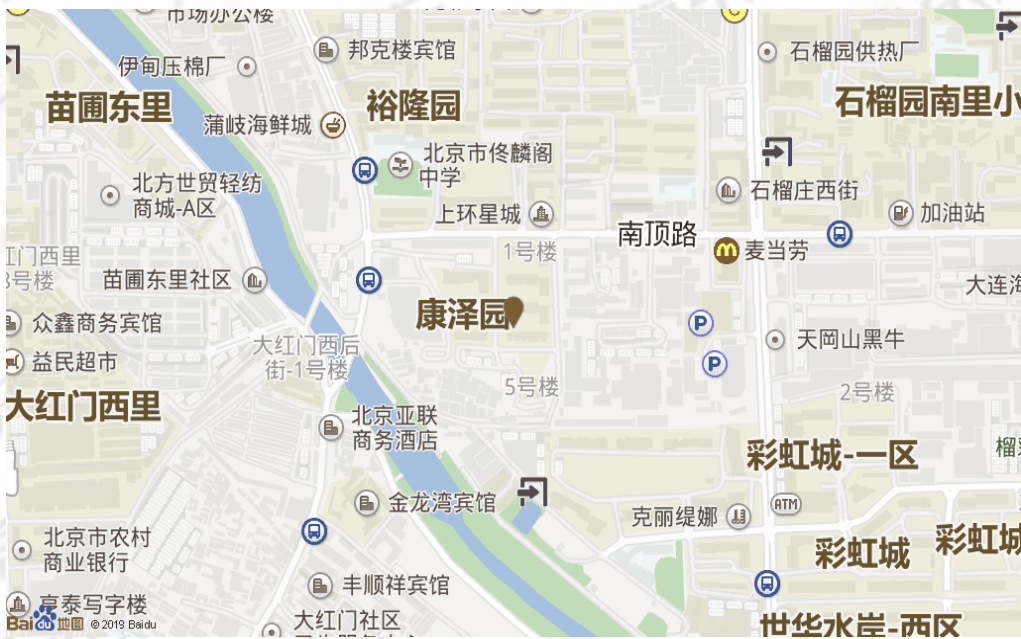 市场办公楼
邦克楼宾馆
石榴园供热厂
伊甸压棉厂
苗圃东里
裕隆园
石榴园南里小
蒲岐海鲜城
北京市佟麟阁
中学
北方世贸轻纺
商城-A区
石榴庄西街
上环星城
加油站
南顶路
1号楼
麦当劳
江门西里
3号楼
苗圃东里社区
大连海
康泽园
众鑫商务宾馆
P
天岡山黑牛
大红门西后
街-1号楼
益民超市
P
5号楼
2号楼
大红门西里
北京亚联
商务酒店
彩虹城-一区
金龙湾宾馆
ATM
克丽缇娜
北京市农村
商业银行
彩虹城
彩虹城
丰顺祥宾馆
亨泰写字楼
大红门社区
世华水岸-西区
Bai du 地图 © 2019 Baidu